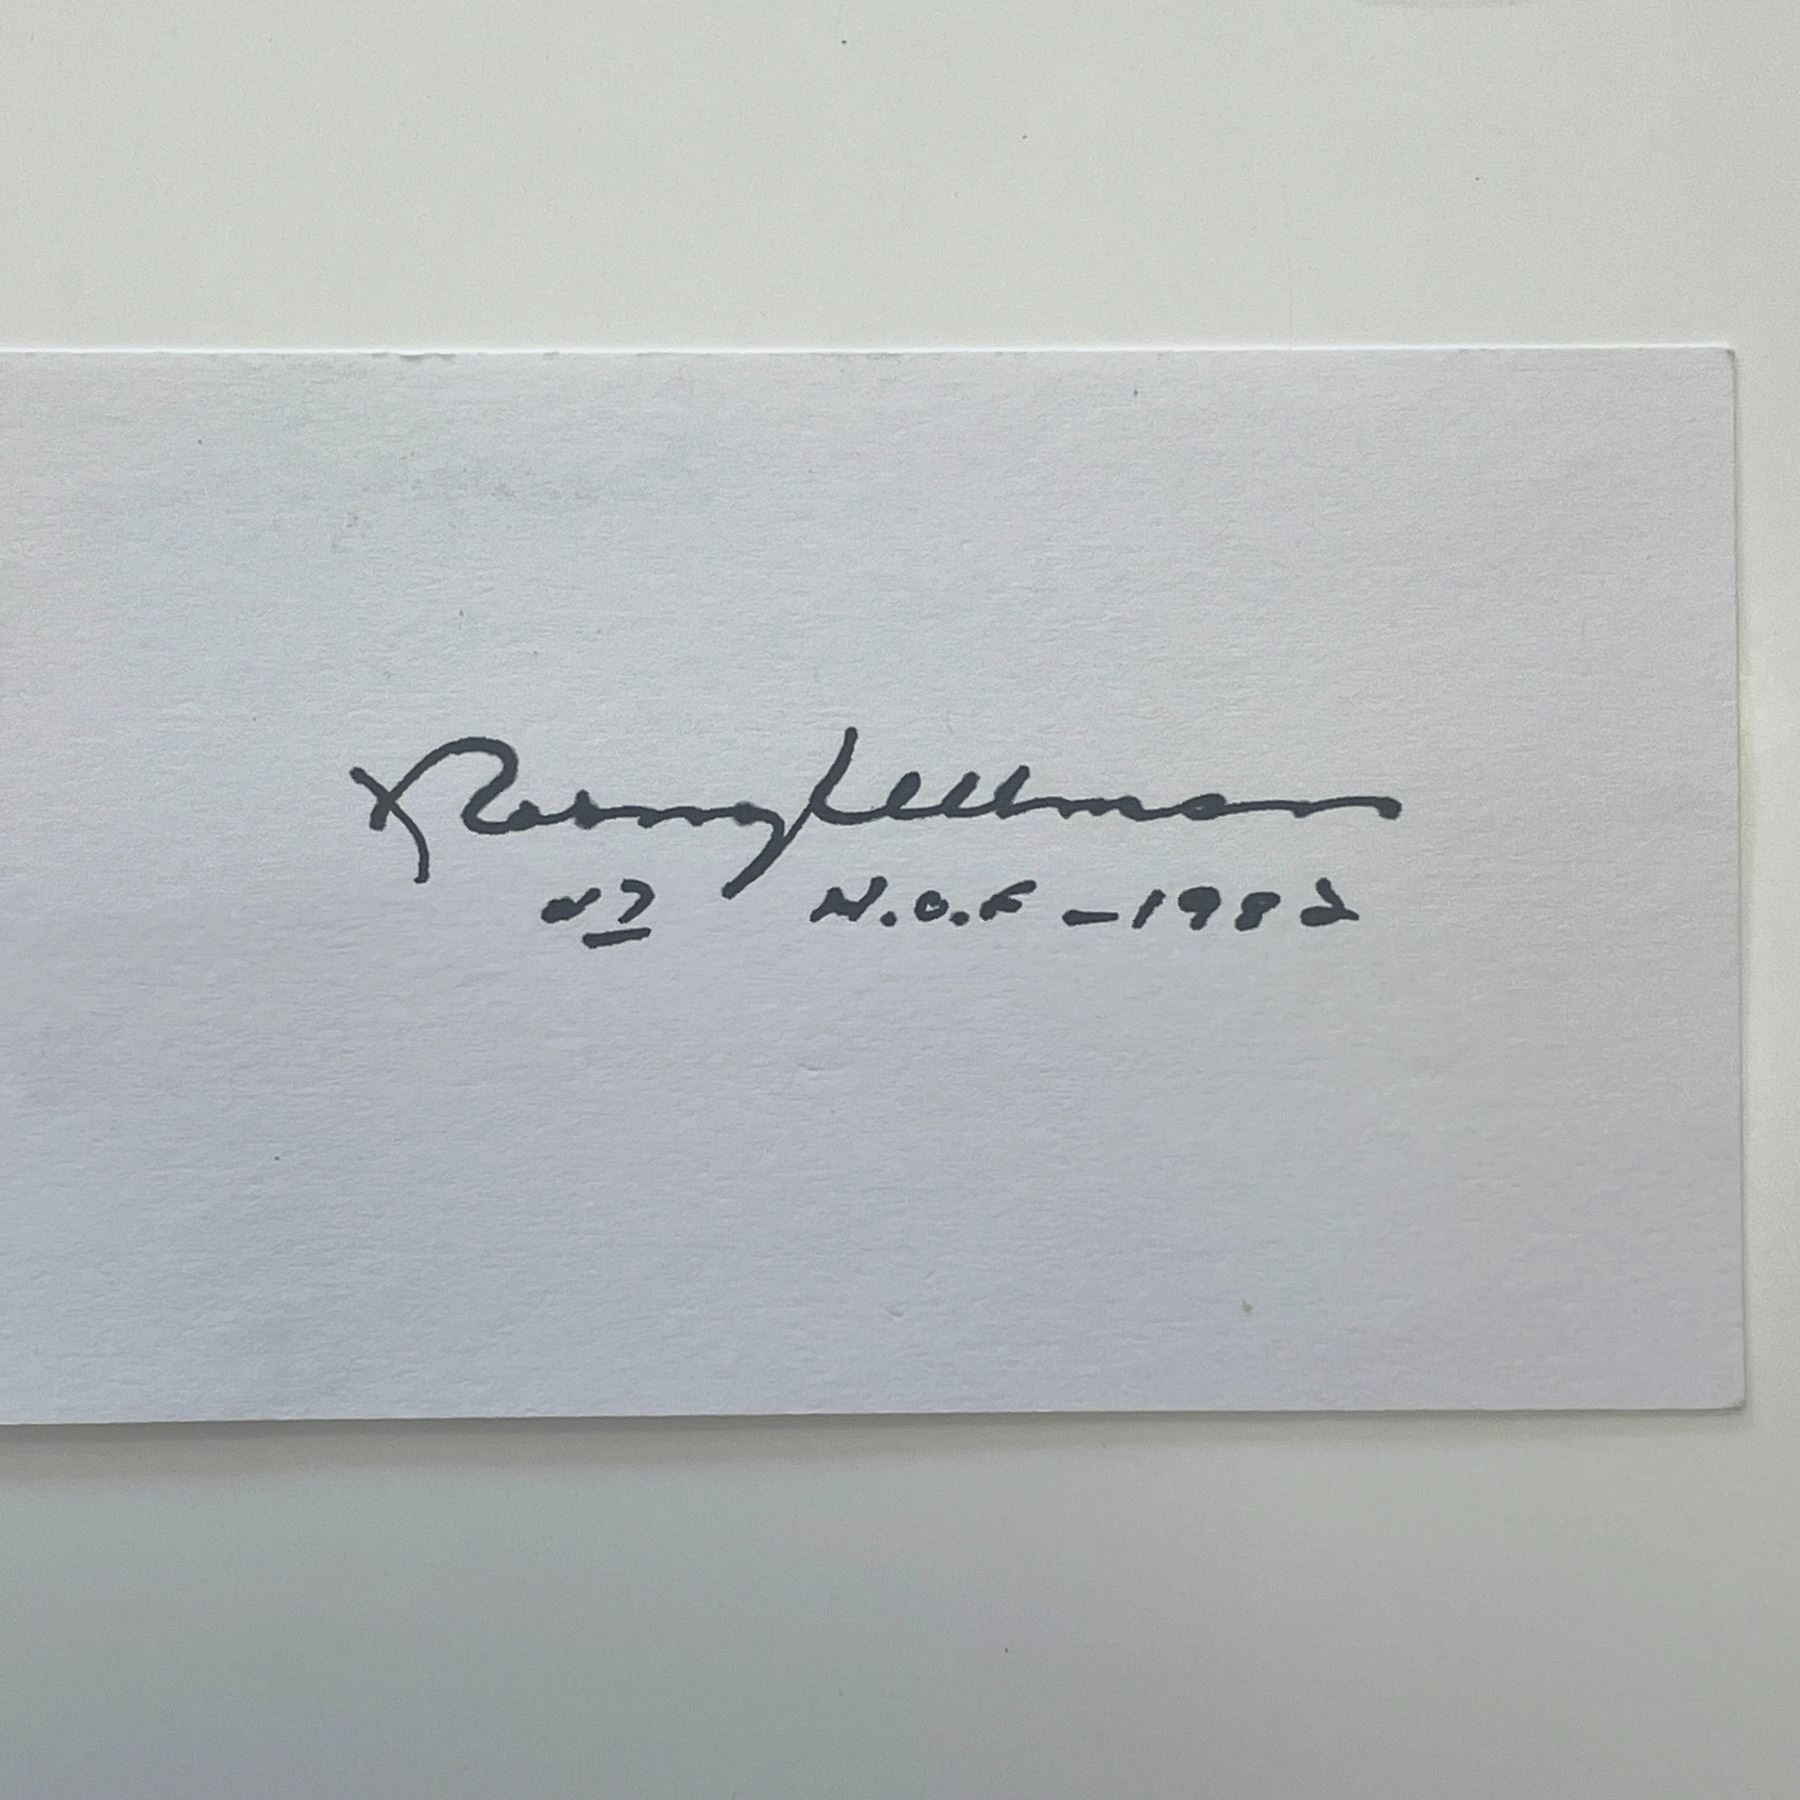 Norm Ullman
#7 H.O.F - 1982